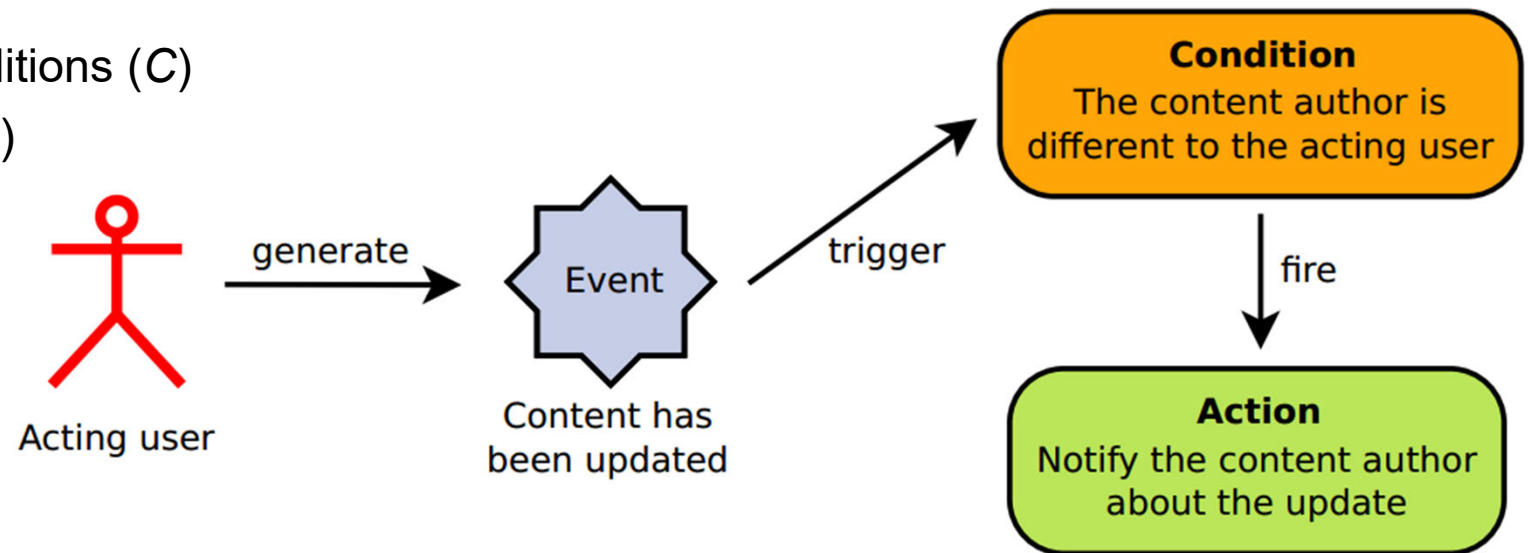 ditions (C)
)
Condition
The content author is
different to the acting user
generate
Event
trigger
fire
Acting user
Content has
been updated
Action
Notify the content author
about the update